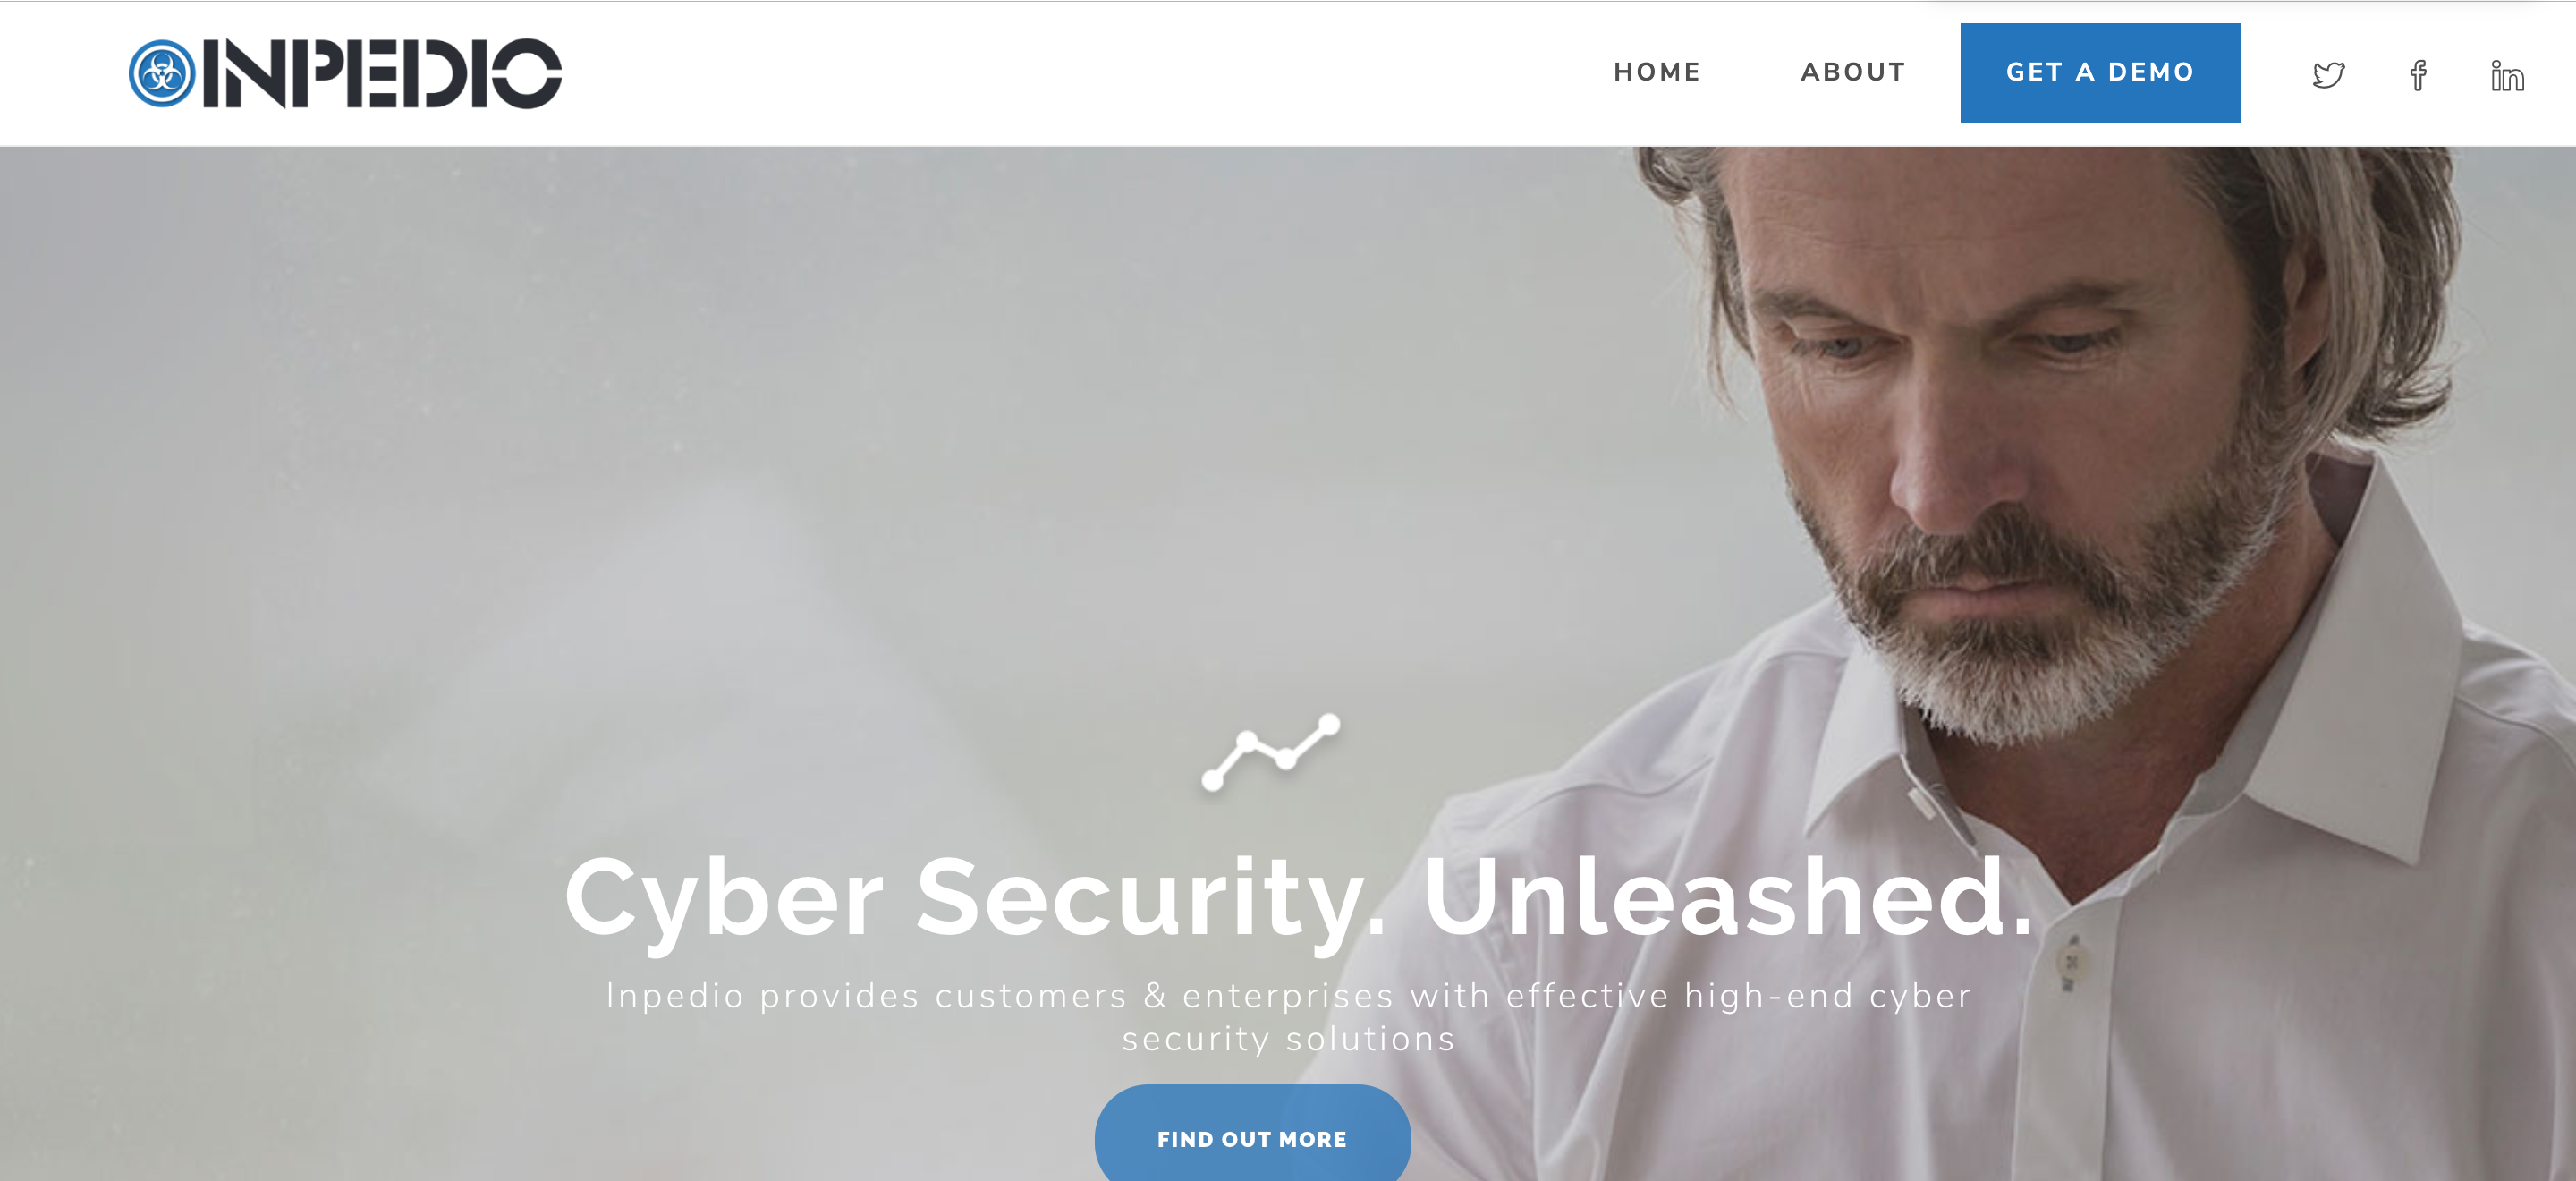 INPEDIO
HOME ABOUT GET A DEMO
Cyber Security. Unleashed.
Inpedio provides customers & enterprises with effective high-end cyber
security solutions
FIND OUT MORE